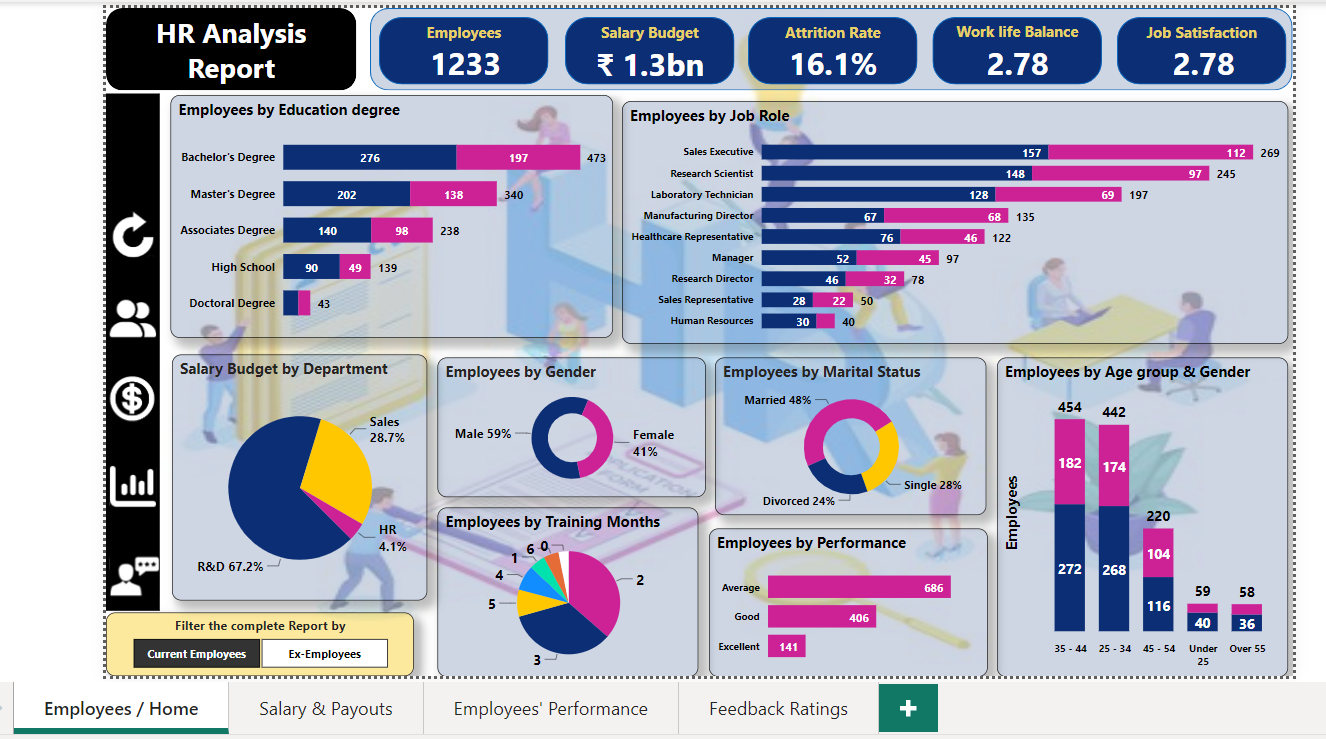 HR Analysis
Report
Employees
1233
Salary Budget
₹ 1.3bn
Attrition Rate
16.1%
Work life Balance
2.78
Job Satisfaction
2.78
Employees by Education degree
Bachelor's Degree 276 197 473
Master's Degree 202 138 340
Associates Degree 140 98 238
High School 90 49 139
Doctoral Degree 43
Employees by Job Role
Sales Executive 157 112 269
Research Scientist 148 97 245
Laboratory Technician 128 69 197
Manufacturing Director 67 68 135
Healthcare Representative 76 46 122
Manager 52 45 97
Research Director 46 32 78
Sales Representative 28 22 50
Human Resources 30 40
Salary Budget by Department
Sales
28.7%
HR
4.1%
R&D 67.2%
Employees by Gender
Male 59%
Female
41%
Employees by Marital Status
Married 48%
Single 28%
Divorced 24%
Employees by Age group & Gender
Employees
454 442 220 59 58
182 174 104
272 268 116 40 36
35 - 44 25 - 34 45 - 54 Under Over 55
25
Employees by Training Months
6 0
1
4
5
3
2
Employees by Performance
Average 686
Good 406
Excellent 141
Filter the complete Report by
Current Employees Ex-Employees
Employees / Home Salary & Payouts Employees' Performance Feedback Ratings +